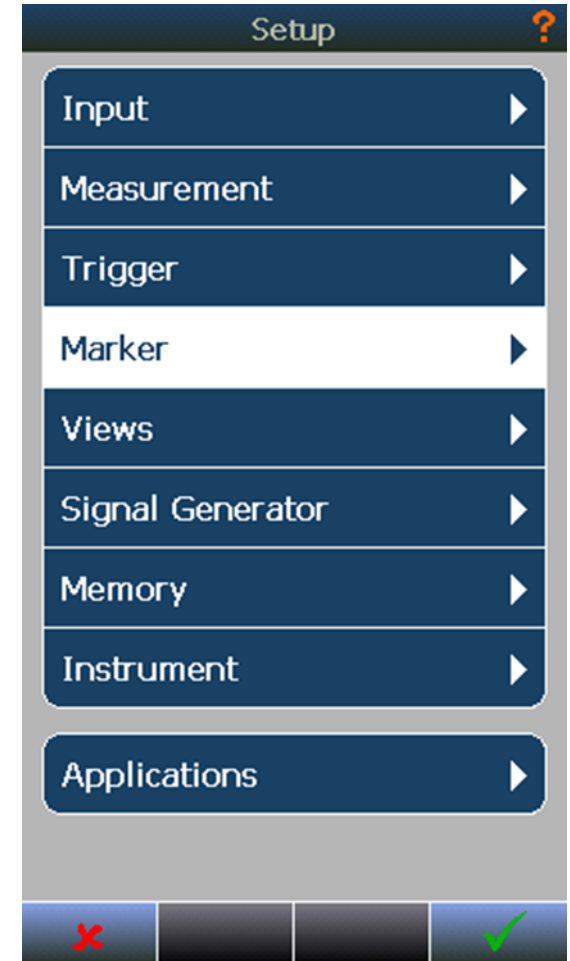 Setup
?
Input
Measurement
Trigger
Marker
Views
Signal Generator
Memory
Instrument
Applications